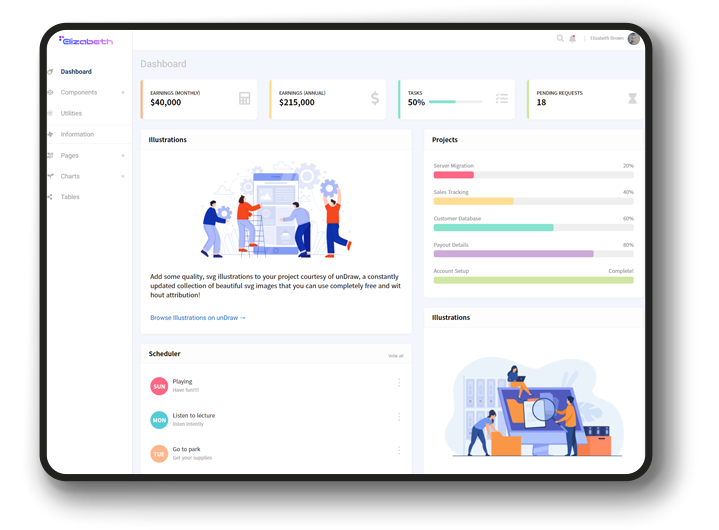 Elizabeth
Elizabeth Brown
Dashboard
Components
Utilities
Information
Pages
Charts
Tables
Dashboard
EARNINGS (MONTHLY)
$40,000
EARNINGS (ANNUAL)
$215,000
TASKS
50%
PENDING REQUESTS
18
Illustrations
Add some quality, svg illustrations to your project courtesy of unDraw, a constantly
updated collection of beautiful svg images that you can use completely free and wit
hout attribution!
Browse Illustrations on unDraw →
Projects
Server Migration 20%
Sales Tracking 40%
Customer Database 60%
Payout Details 80%
Account Setup Complete!
Scheduler
View all
SUN
Playing
Have fun!!!!
MON
Listen to lecture
listen intently
TUE
Go to park
Get your supplies
Illustrations